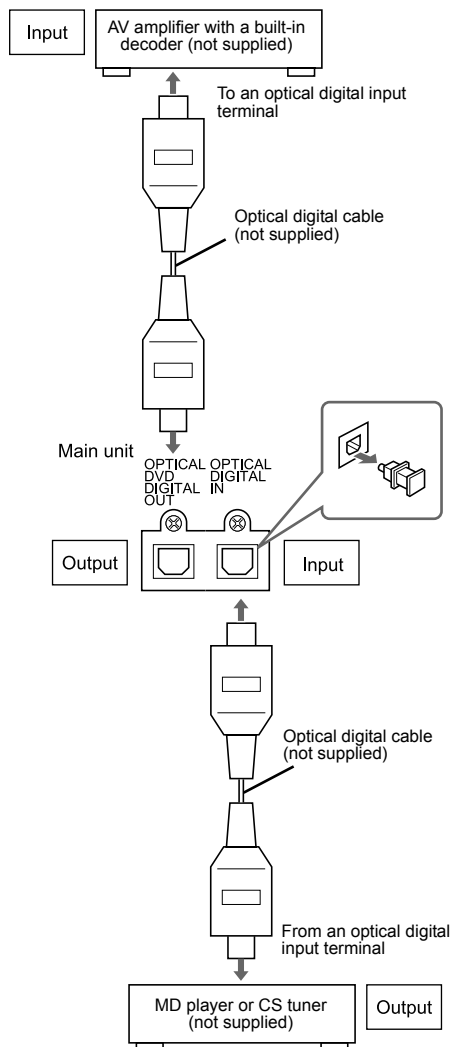 Input
AV amplifier with a built-in
decoder (not supplied)
To an optical digital input
terminal
Optical digital cable
(not supplied)
Main unit
OPTICAL
DVD
DIGITAL
OUT
OPTICAL
DIGITAL
IN
Output
Input
Optical digital cable
(not supplied)
From an optical digital
input terminal
MD player or CS tuner
(not supplied)
Output